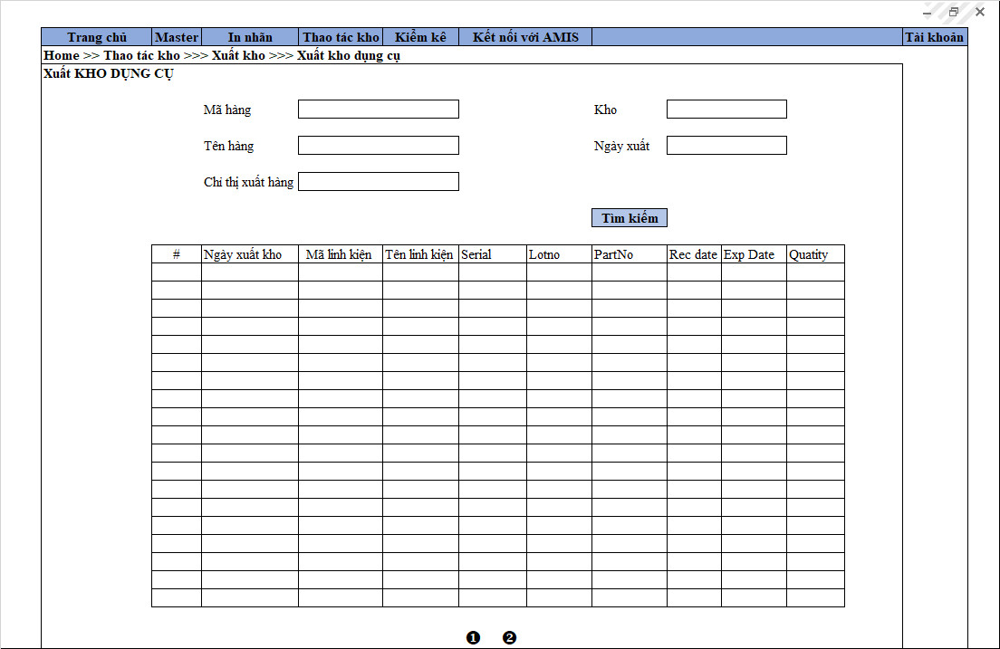 Trang chủ Master In nhãn Thao tác kho Kiểm kê Kết nối với AMIS Tài khoản
Home >> Thao tác kho >>> Xuất kho >>> Xuất kho dụng cụ
Xuất KHO DỤNG CỤ
Mã hàng Kho
Tên hàng Ngày xuất
Chỉ thị xuất hàng
Tìm kiếm
# Ngày xuất kho Mã linh kiện Tên linh kiện Serial Lotno PartNo Rec date Exp Date Quatity
❶ ❷